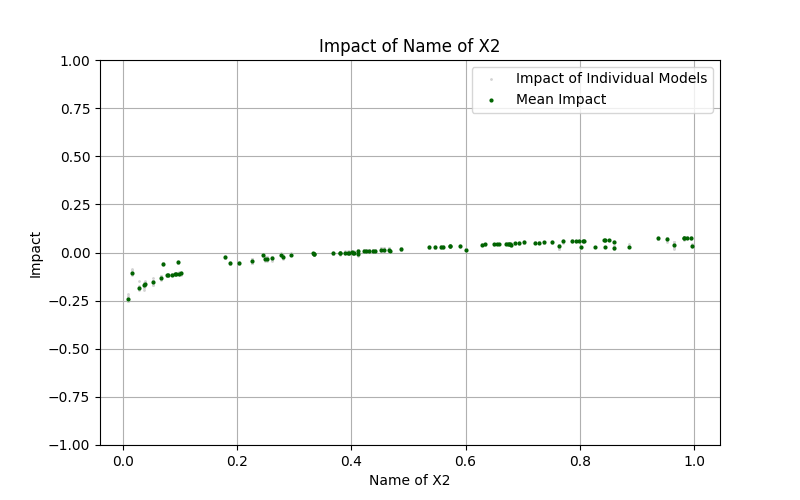 Impact of Name of X2
Impact of Individual Models
Mean Impact
1.00
0.75
0.50
0.25
0.00
−0.25
−0.50
−0.75
−1.00
Impact
0.0 0.2 0.4 0.6 0.8 1.0
Name of X2